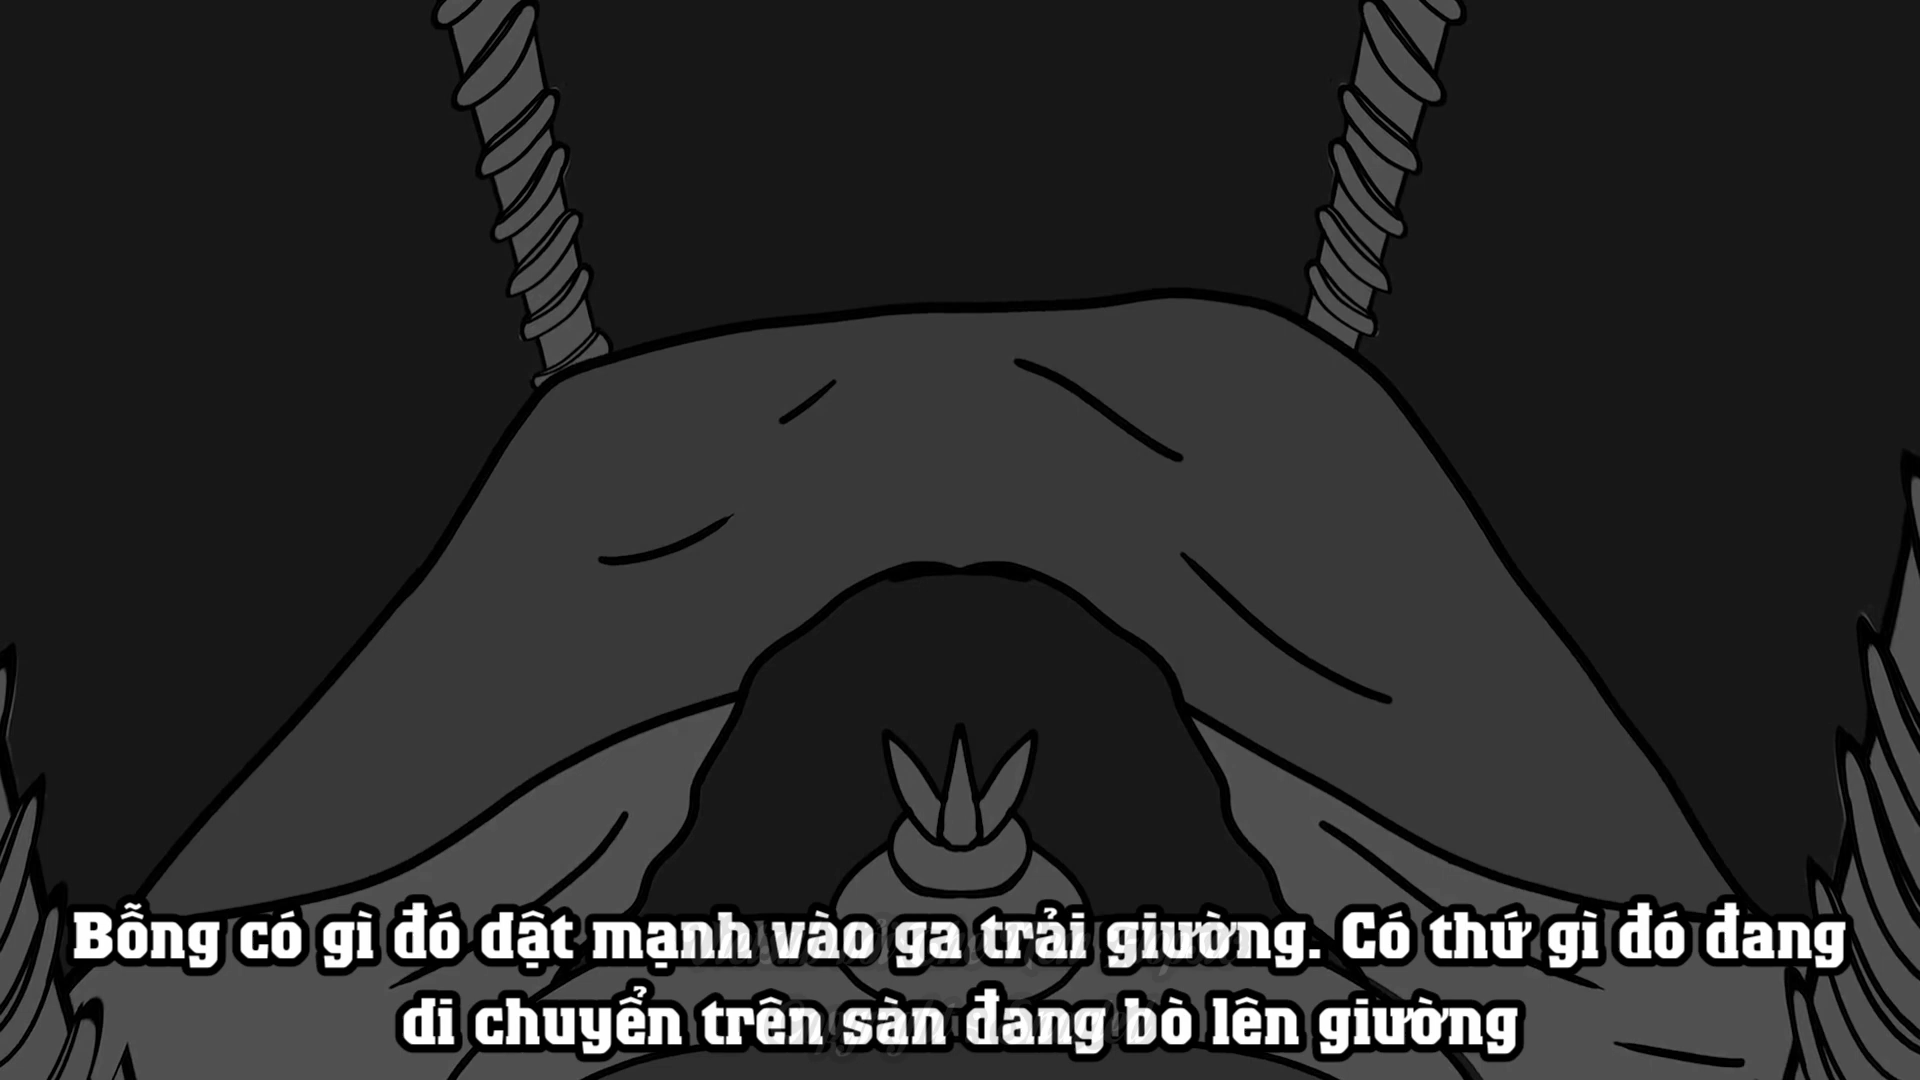 Bỗng có gì đó dật mạnh vào ga trải giường. Có thứ gì đó đang
di chuyển trên sàn đang bò lên giường